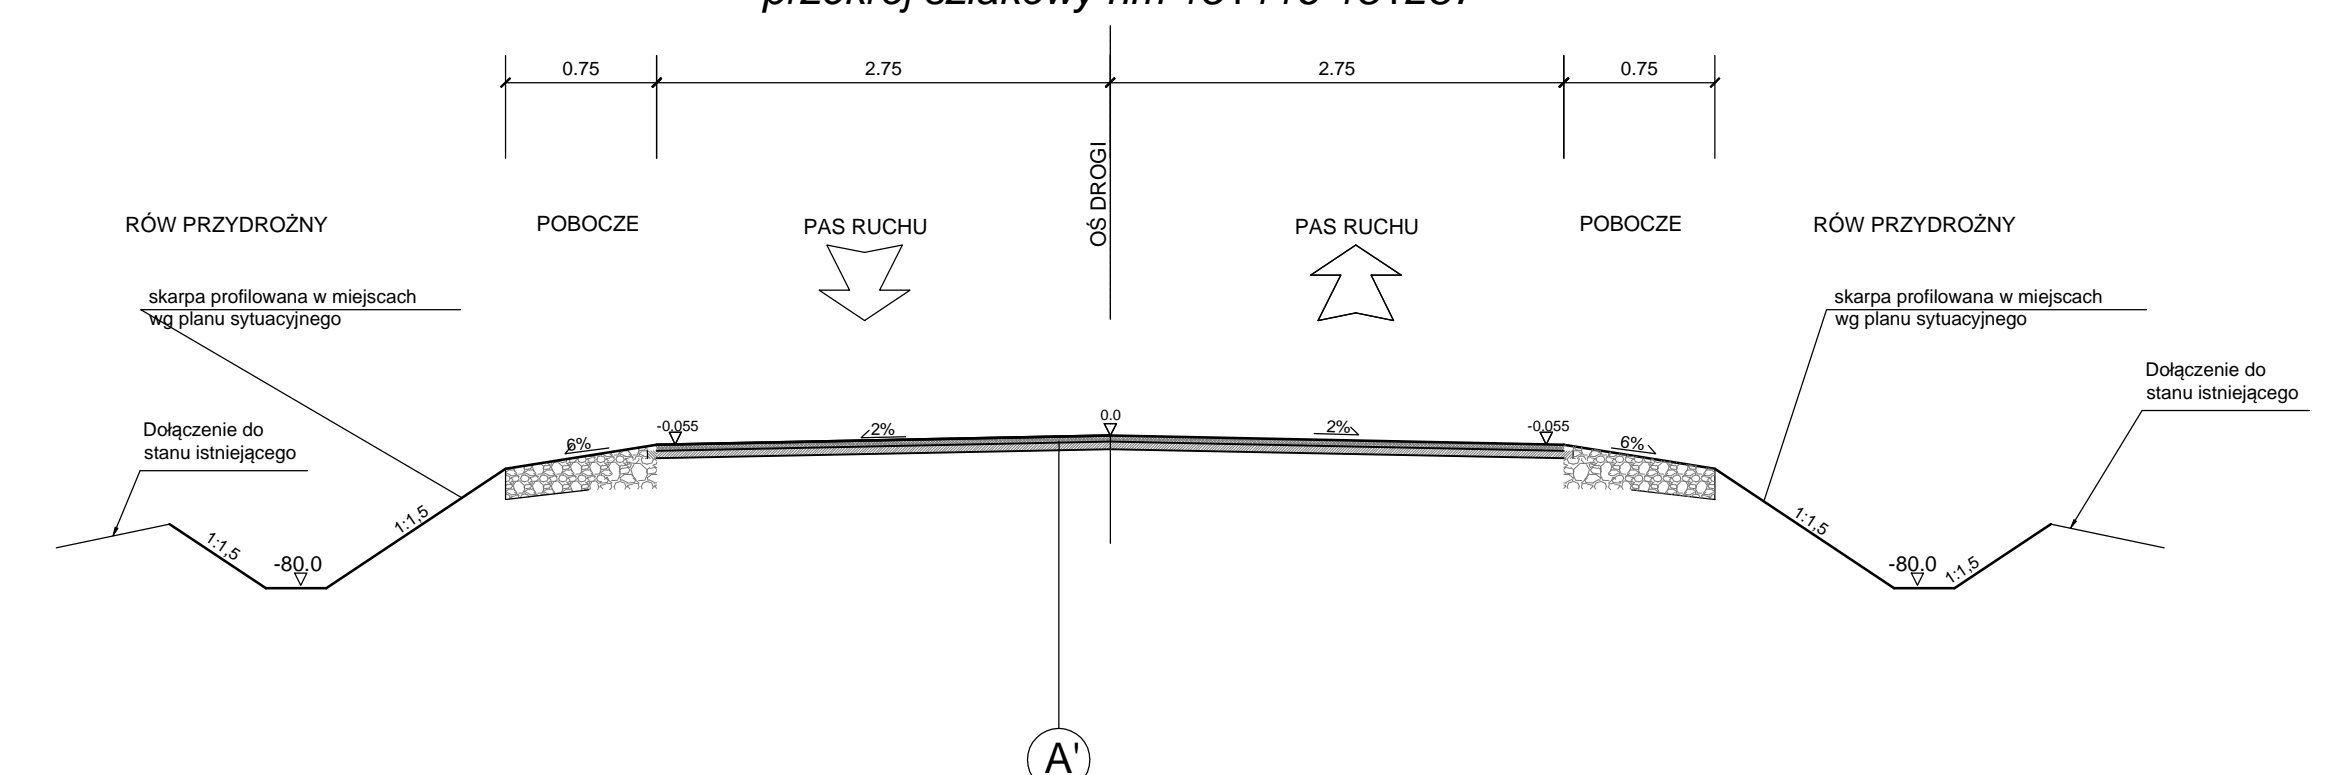 0.75
2.75
2.75
0.75
OŚ DROGI
RÓW PRZYDROŻNY
POBOCZE
PAS RUCHU
PAS RUCHU
POBOCZE
RÓW PRZYDROŻNY
skarpa profilowana w miejscach
wg planu sytuacyjnego
skarpa profilowana w miejscach
wg planu sytuacyjnego
Dołączenie do
stanu istniejącego
Dołączenie do
stanu istniejącego
6%
-0.055
2%
0.0
2%
-0.055
6%
1:1,5
-80.0
1:1,5
1:1,5
-80.0
1:1,5
A'